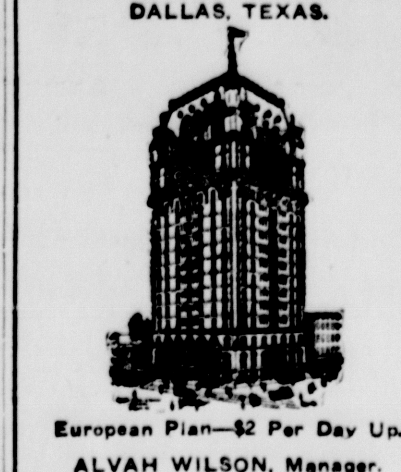 DALLAS, TEXAS.
European Plan—$2 Per Day Up.
ALVAH WILSON, Manager.